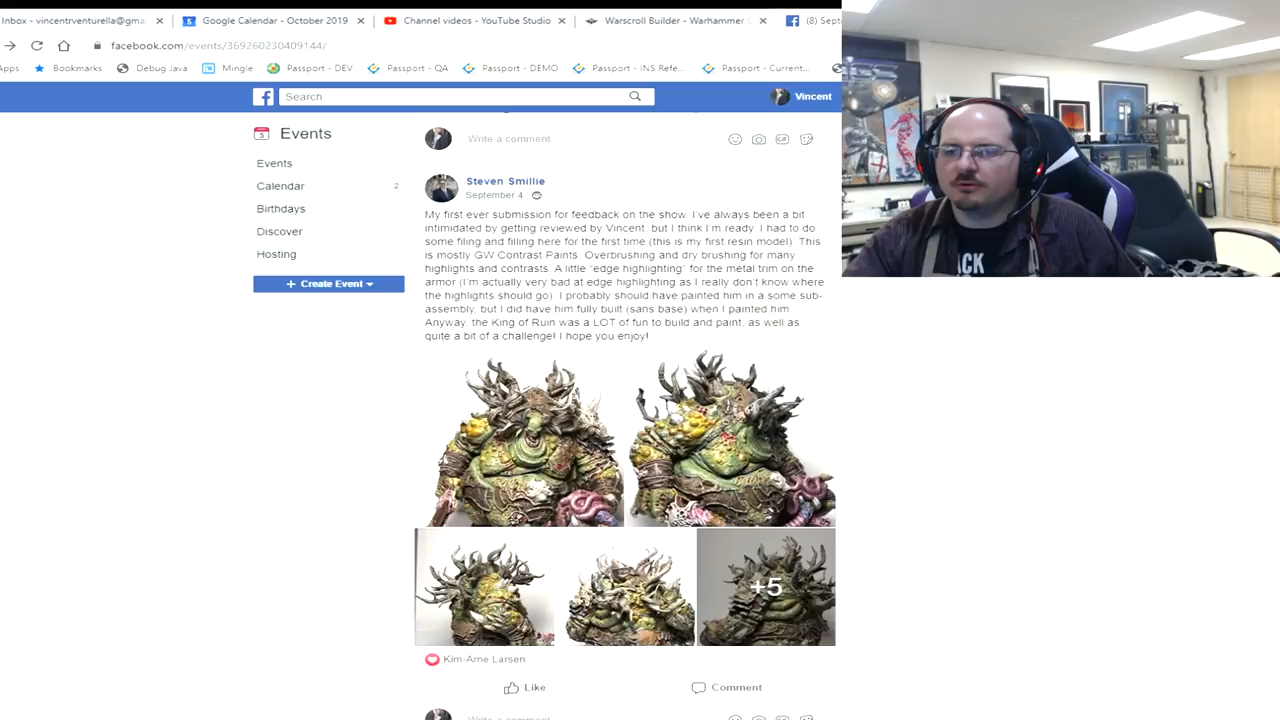 Inbox - vincentrventurella@gma
Google Calendar - October 2019
Channel videos - YouTube Studio
Warscroll Builder - Warhammer
(8) Sept
facebook.com/events/369260230409144/
Apps
Bookmarks
Debug Java
Mingle
Passport - DEV
Passport - QA
Passport - DEMO
Passport - INS Refe...
Passport - Current...
Search
Vincent
5 Events
Events
Calendar 2
Birthdays
Discover
Hosting
+ Create Event
Write a comment
GIF
Steven Smillie
September 4
My first ever submission for feedback on the show. I've always been a bit
intimidated by getting reviewed by Vincent, but I think I'm ready. I had to do
some filing and filling here for the first time (this is my first resin model). This
is mostly GW Contrast Paints. Overbrushing and dry brushing for many
highlights and contrasts. A little "edge highlighting" for the metal trim on the
armor (I'm actually very bad at edge highlighting as I really don't know where
the highlights should go). I probably should have painted him in a some sub-
assembly, but I did have him fully built (sans base) when I painted him
Anyway, the King of Ruin was a LOT of fun to build and paint, as well as
quite a bit of a challenge! I hope you enjoy!
+5
Kim-Arne Larsen
Like
Comment
Write a comment